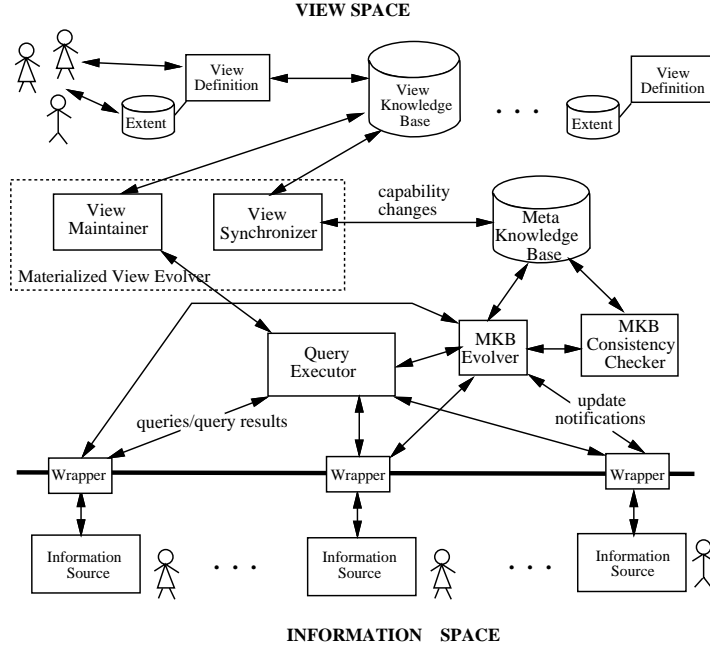 VIEW SPACE
View
Definition
Extent
View
Knowledge
Base
. . .
Extent
View
Definition
View
Maintainer
View
Synchronizer
Materialized View Evolver
capability
changes
Meta
Knowledge
Base
Query
Executor
MKB
Evolver
MKB
Consistency
Checker
queries/query results
update
notifications
Wrapper
Wrapper
Wrapper
Information
Source
. . .
Information
Source
. . .
Information
Source
INFORMATION SPACE